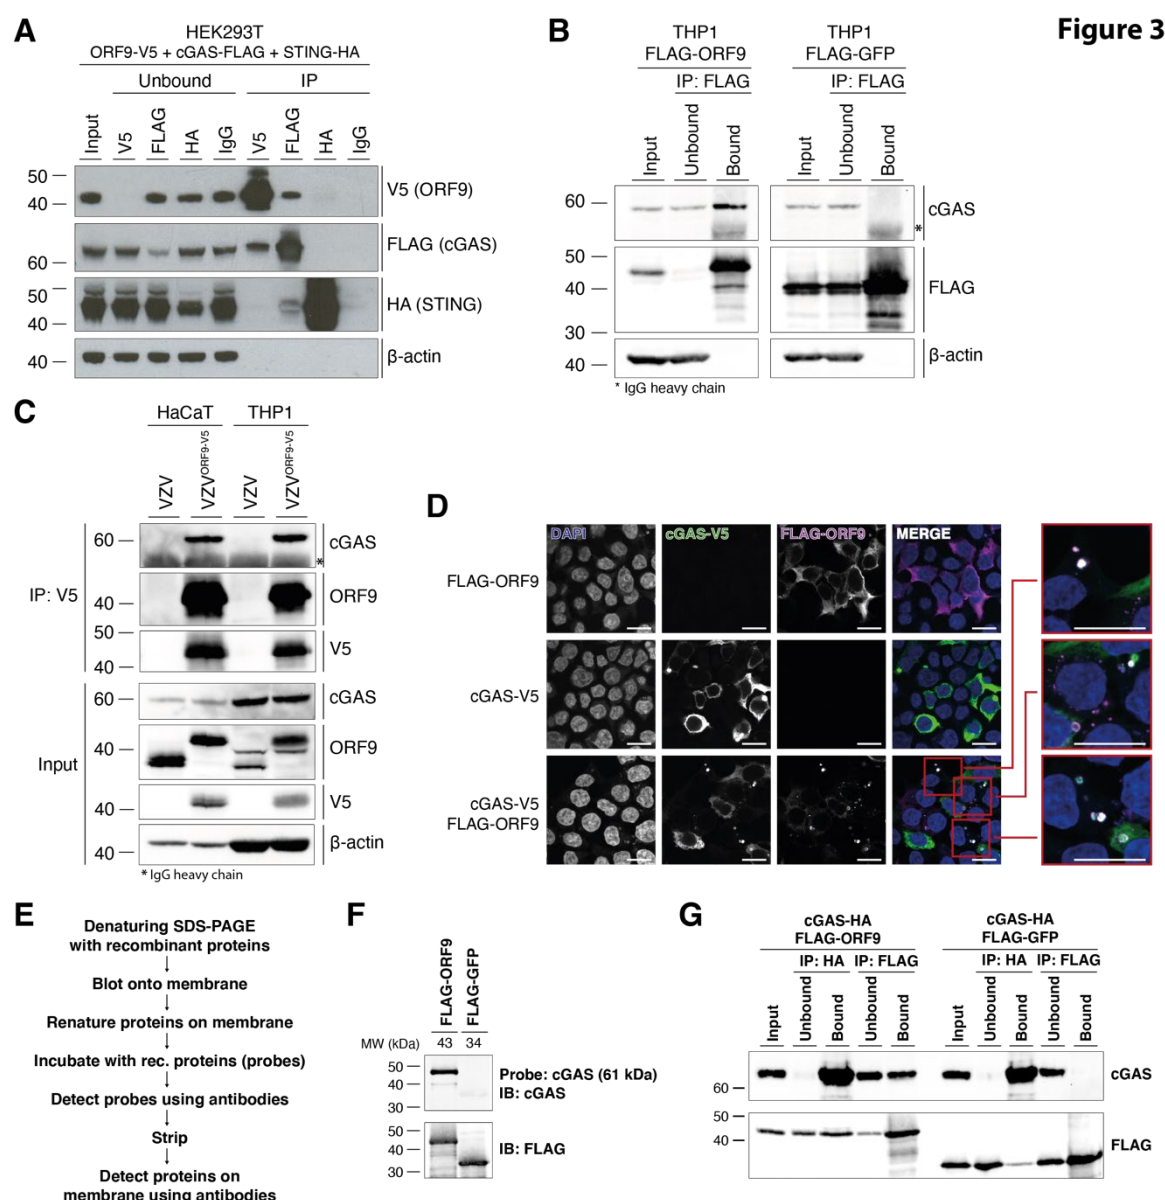 Figure 3
A
HEK293T
ORF9-V5 + cGAS-FLAG + STING-HA
Unbound IP
Input V5 FLAG HA IgG V5 FLAG HA IgG
50
40
V5 (ORF9)
60
FLAG (cGAS)
50
40
HA (STING)
40
β-actin
B
THP1 THP1
FLAG-ORF9 FLAG-GFP
IP: FLAG IP: FLAG
Input Unbound Bound Input Unbound Bound
60
cGAS
*
50
40
30
FLAG
40
β-actin
* IgG heavy chain
C
HaCaT THP1
VZV VZVORF9-V5 VZV VZVORF9-V5
IP: V5
60
cGAS
*
40
ORF9
50
40
V5
Input
60
cGAS
40
ORF9
40
V5
40
β-actin
* IgG heavy chain
D
DAPI cGAS-V5 FLAG-ORF9 MERGE
FLAG-ORF9
cGAS-V5
cGAS-V5
FLAG-ORF9
E
Denaturing SDS-PAGE
with recombinant proteins
Blot onto membrane
Renature proteins on membrane
Incubate with rec. proteins (probes)
Detect probes using antibodies
Strip
Detect proteins on
membrane using antibodies
F
FLAG-ORF9 FLAG-GFP
MW (kDa) 43 34
50
40
30
Probe: cGAS (61 kDa)
IB: cGAS
50
40
30
IB: FLAG
G
cGAS-HA cGAS-HA
FLAG-ORF9 FLAG-GFP
IP: HA IP: FLAG IP: HA IP: FLAG
Input Unbound Bound Unbound Bound Input Unbound Bound Unbound Bound
60
cGAS
50
40
FLAG